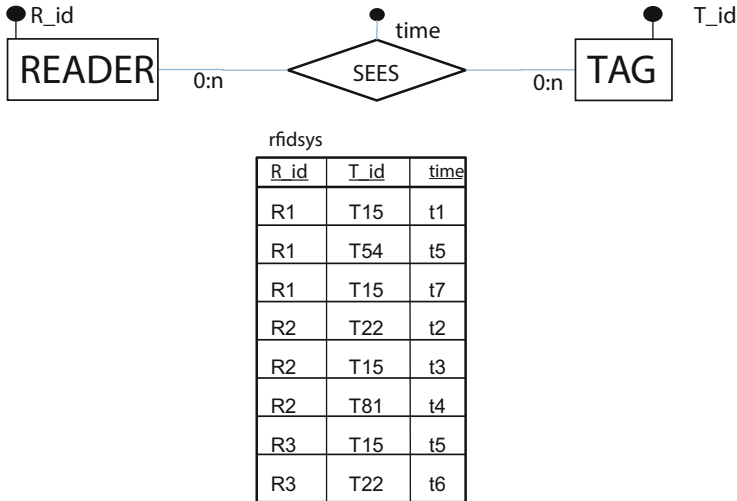 R_id T_id
time
READER SEES TAG
0:n 0:n
rfidsys
R_id T_id time
R1 T15 t1
R1 T54 t5
R1 T15 t7
R2 T22 t2
R2 T15 t3
R2 T81 t4
R3 T15 t5
R3 T22 t6